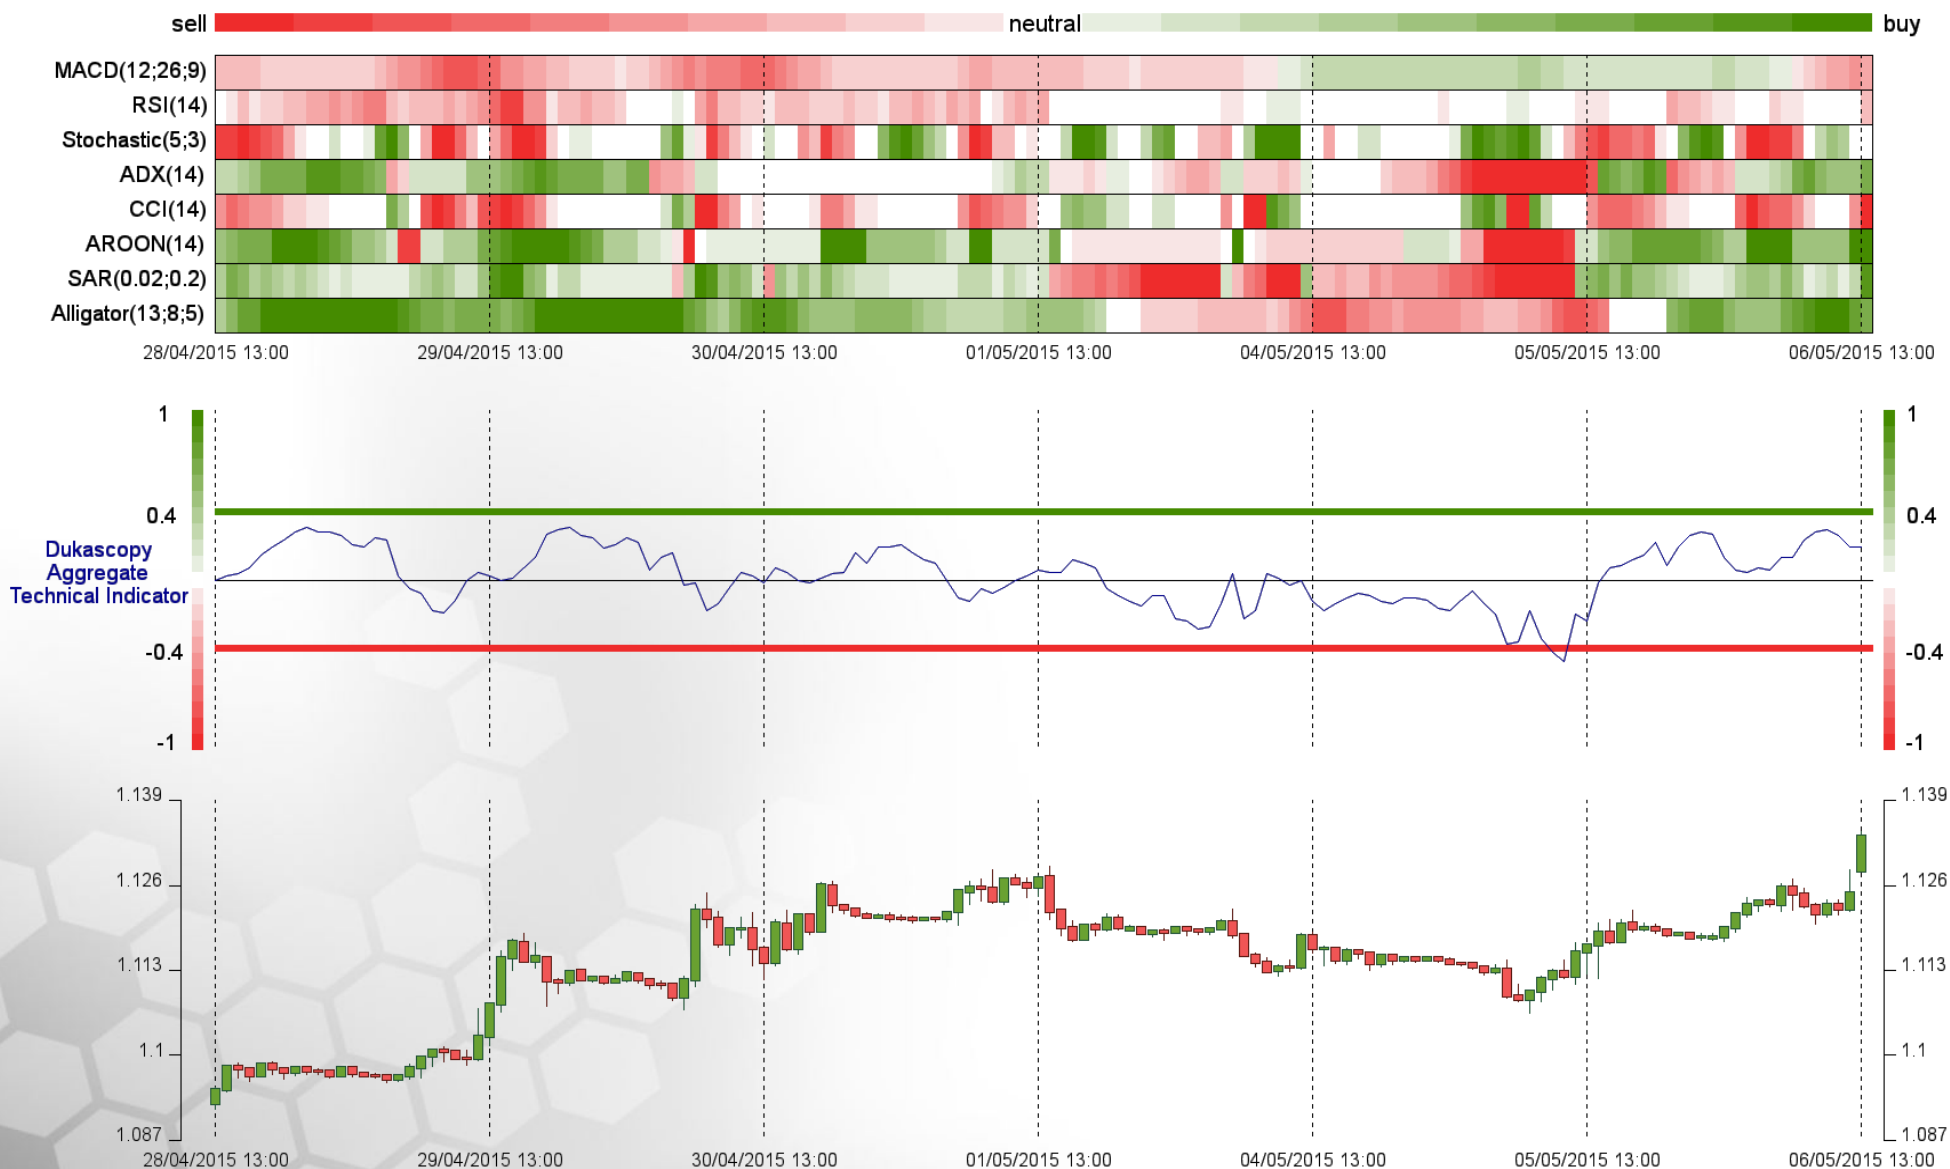 sell neutral buy
MACD(12;26;9)
RSI(14)
Stochastic(5;3)
ADX(14)
CCI(14)
AROON(14)
SAR(0.02;0.2)
Alligator(13;8;5)
28/04/2015 13:00 29/04/2015 13:00 30/04/2015 13:00 01/05/2015 13:00 04/05/2015 13:00 05/05/2015 13:00 06/05/2015 13:00
1 1
0.4 0.4
Dukascopy
Aggregate
Technical Indicator
-0.4 -0.4
-1 -1
1.139 1.139
1.126 1.126
1.113 1.113
1.1 1.1
1.087 1.087
28/04/2015 13:00 29/04/2015 13:00 30/04/2015 13:00 01/05/2015 13:00 04/05/2015 13:00 05/05/2015 13:00 06/05/2015 13:00